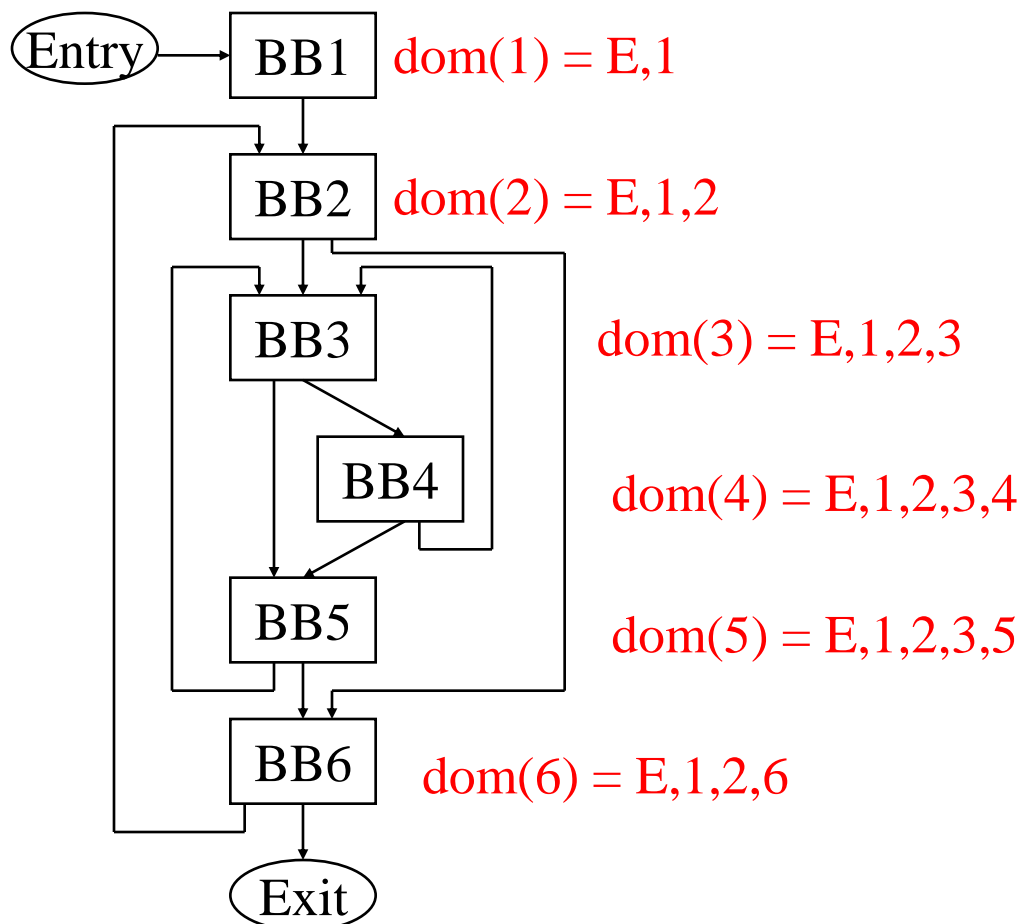 Entry
BB1
dom(1) = E,1
BB2
dom(2) = E,1,2
BB3
dom(3) = E,1,2,3
BB4
dom(4) = E,1,2,3,4
BB5
dom(5) = E,1,2,3,5
BB6
dom(6) = E,1,2,6
Exit